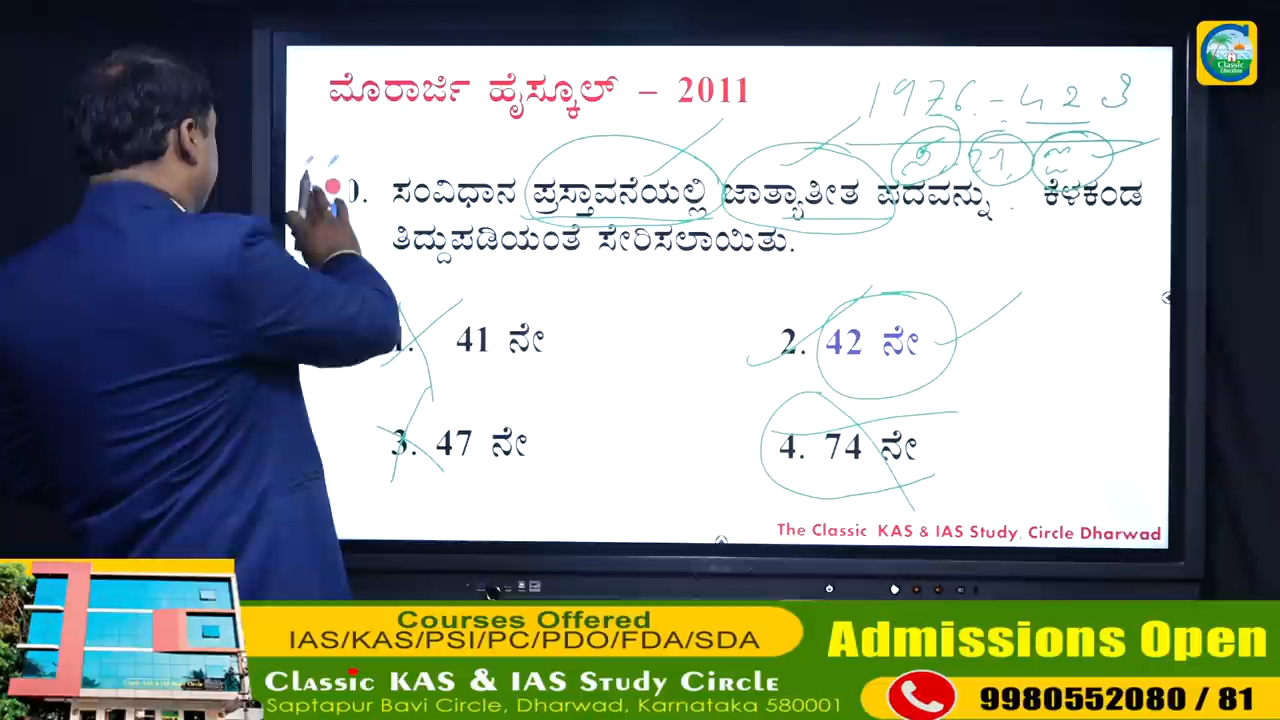 ಮೊರಾರ್ಜಿ ಹೈಸ್ಕೂಲ್ – 2011
1976 - 42 ನೇ
0. ಸಂವಿಧಾನ ಪ್ರಸ್ತಾವನೆಯಲ್ಲಿ ಜಾತ್ಯಾತೀತ ಪದವನ್ನು ಕೆಳಕಂಡ
ತಿದ್ದುಪಡಿಯಂತೆ ಸೇರಿಸಲಾಯಿತು.
1. 41 ನೇ
2. 42 ನೇ
3. 47 ನೇ
4. 74 ನೇ
The Classic KAS & IAS Study, Circle Dharwad
Classic
Courses Offered
IAS/KAS/PSI/PC/PDO/FDA/SDA
Classic KAS & IAS Study Circle
Saptapur Bavi Circle, Dharwad, Karnataka 580001
Admissions Open
9980552080 / 81